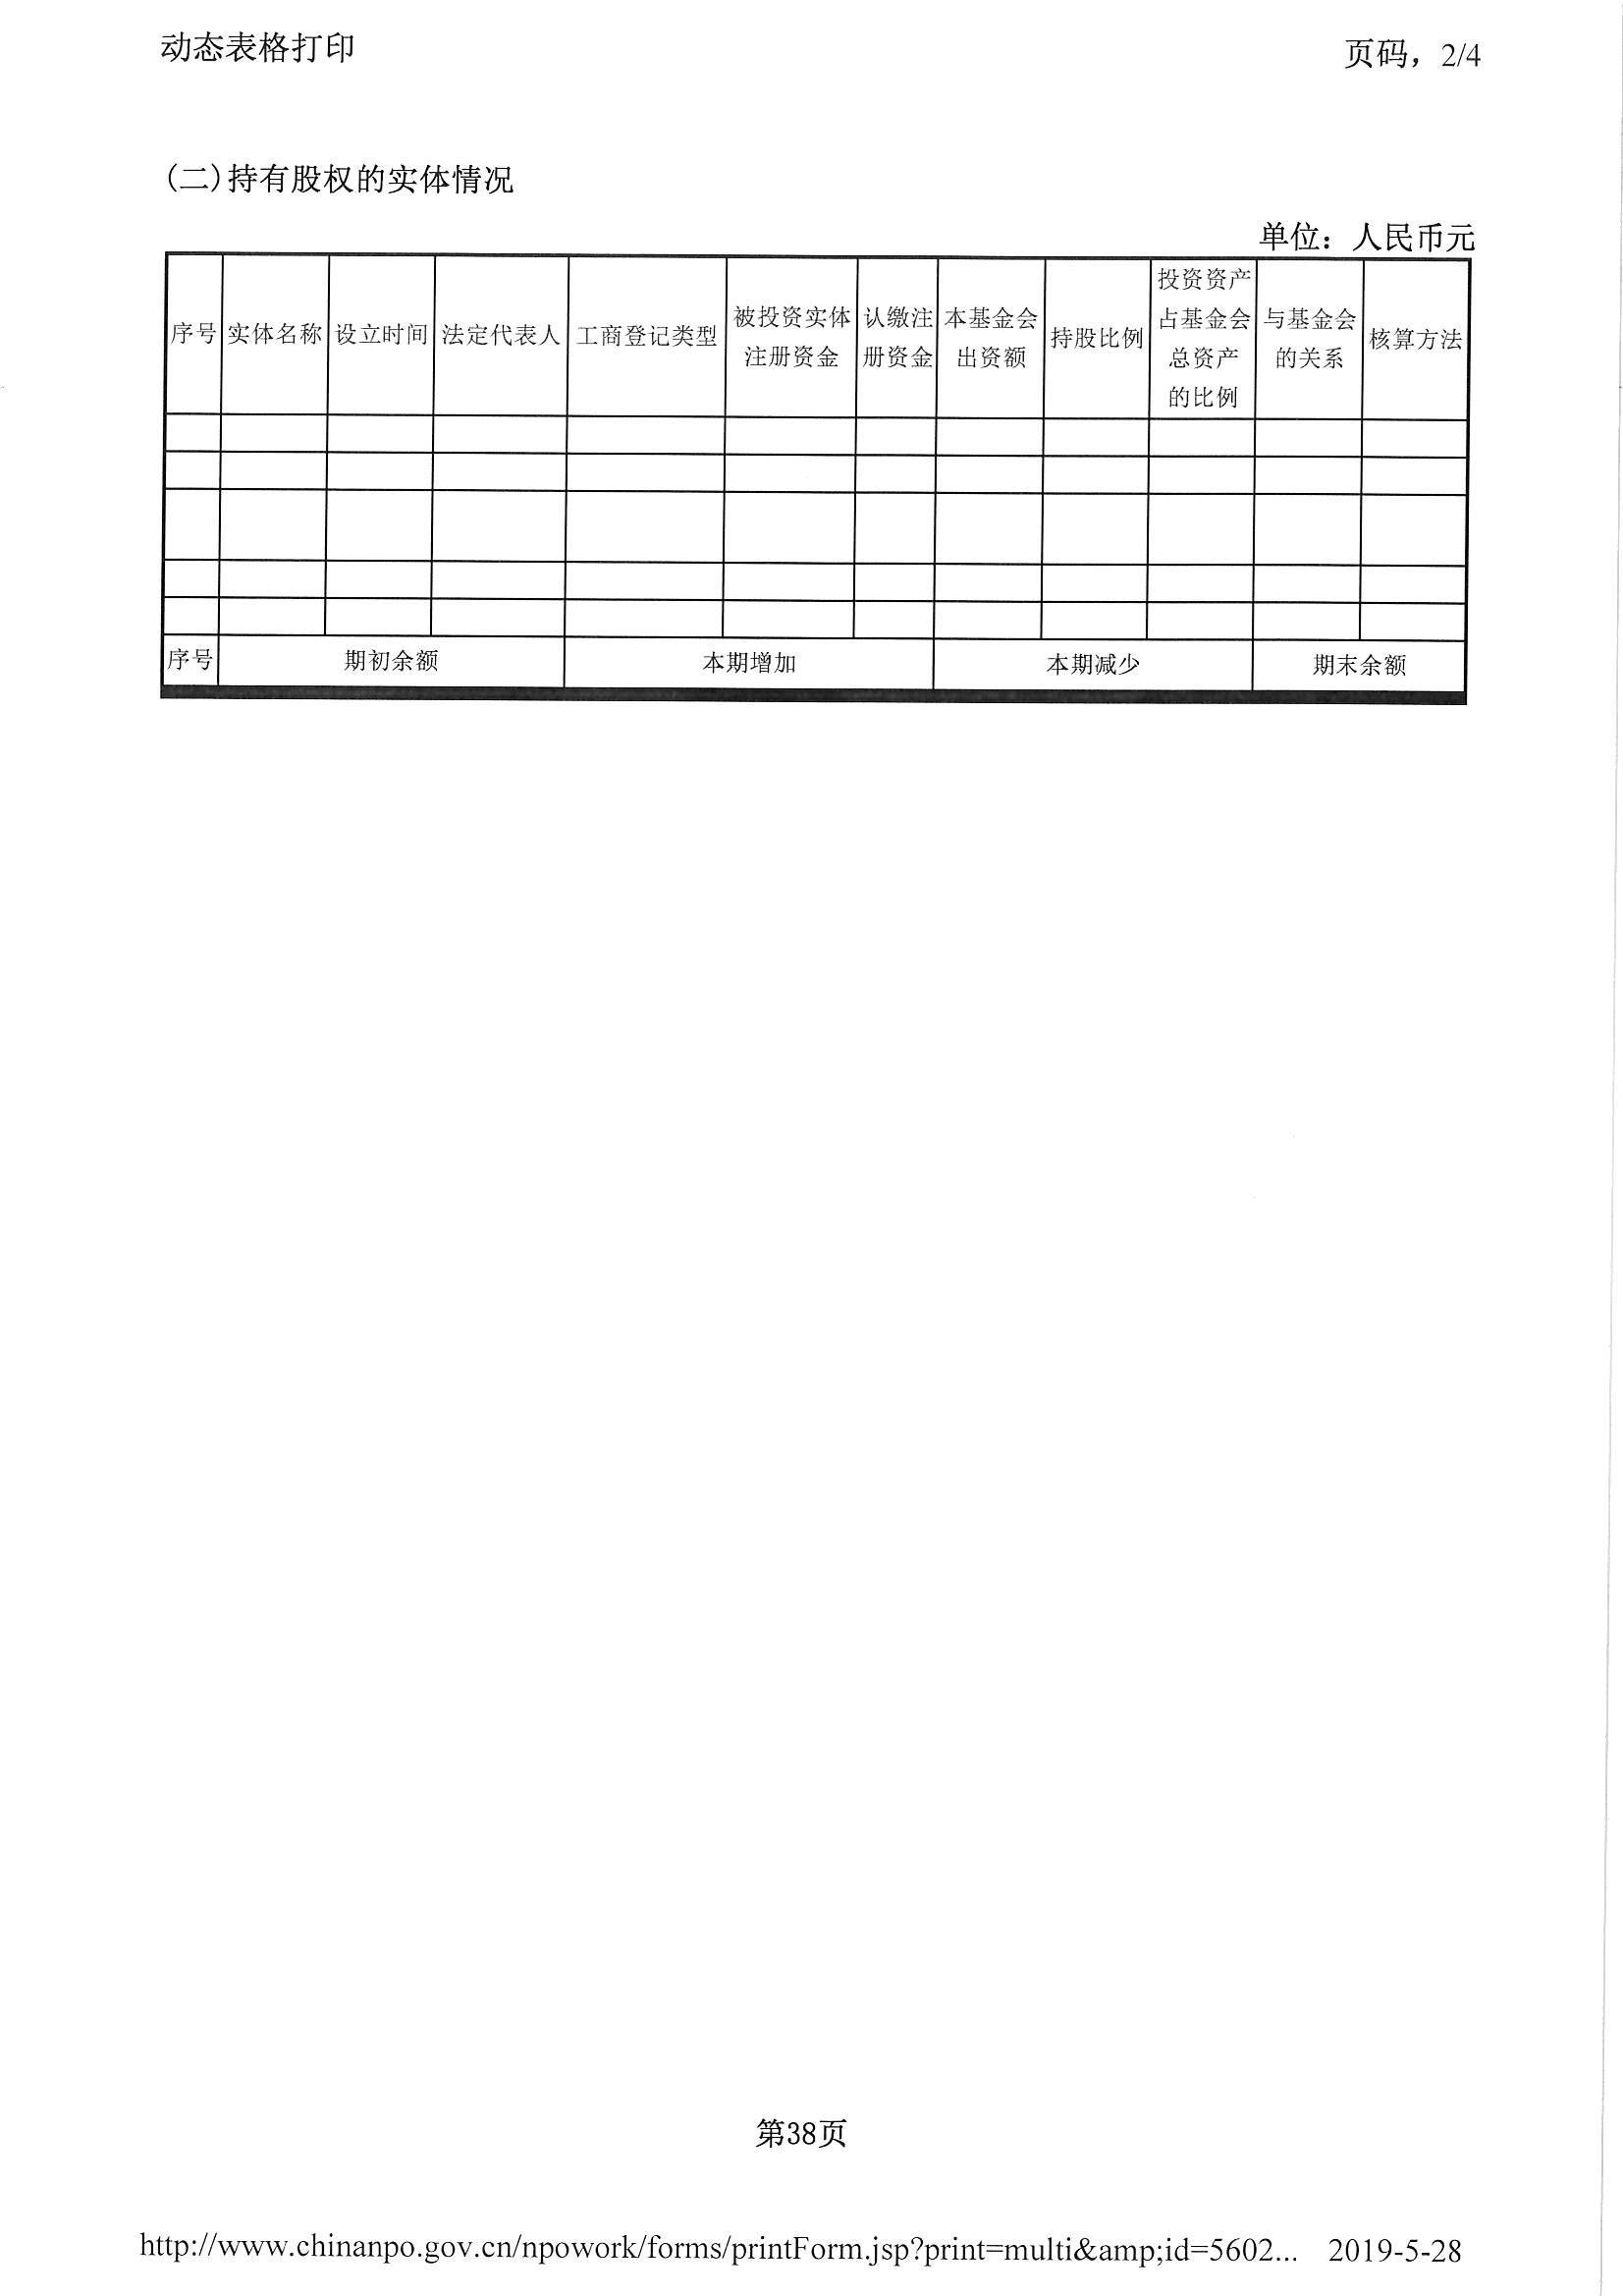 动态表格打印
页码，2/4
(二)持有股权的实体情况
单位：人民币元
序号 实体名称 设立时间 法定代表人 工商登记类型 被投资实体注册资金 认缴注册资金 本基金会出资额 持股比例 投资资产占基金会总资产的比例 与基金会的关系 核算方法
序号 期初余额 本期增加 本期减少 期末余额
第38页
http://www.chinanpo.gov.cn/npowork/forms/printForm.jsp?print=multi&amp;id=5602... 2019-5-28